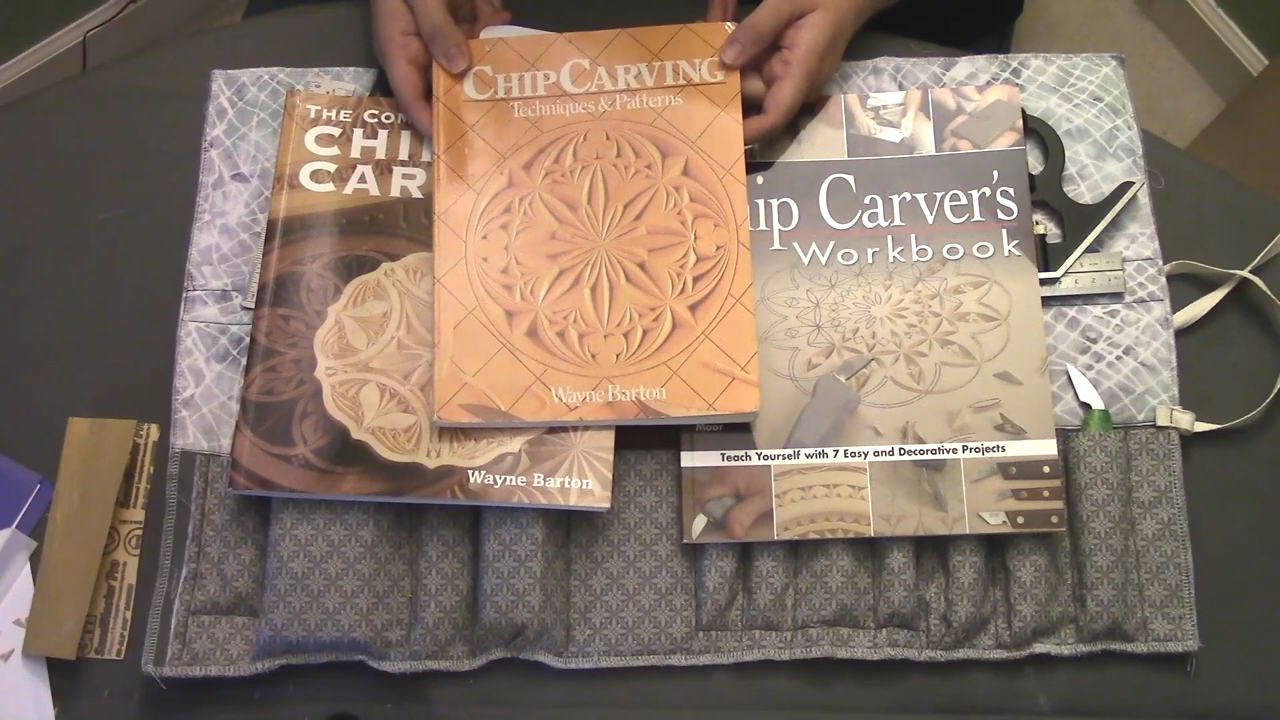 THE COM
CHI
CAR
Wayne Barton
CHIP CARVING
Techniques & Patterns
Wayne Barton
ip Carver's
Workbook
Moor
Teach Yourself with 7 Easy and Decorative Projects